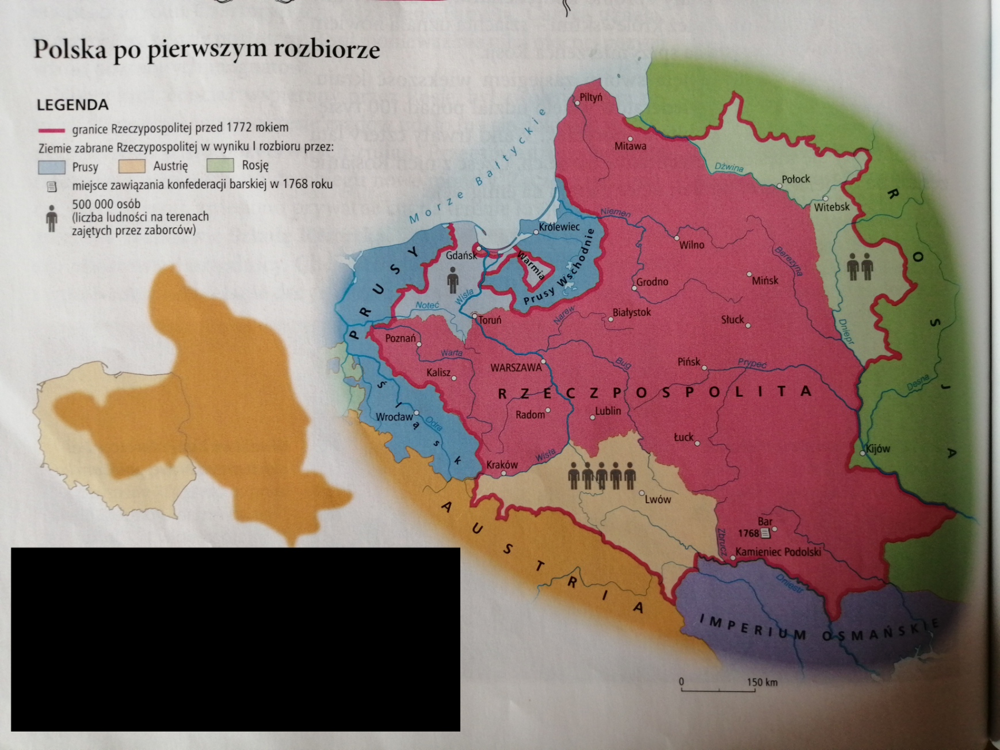 Polska po pierwszym rozbiorze
LEGENDA
granice Rzeczypospolitej przed 1772 rokiem
Ziemie zabrane Rzeczypospolitej w wyniku I rozbioru przez:
Prusy Austrię Rosję
miejsce zawiązania konfederacji barskiej w 1768 roku
500 000 osób
(liczba ludności na terenach
zajętych przez zaborców)
Morze Bałtyckie
Piltyń
Mitawa
Dźwina
Połock
Witebsk
ROSJA
Królewiec
Niemen
Wilno
Berezyna
PRUSY
Gdańsk
Warmia
Prusy Wschodnie
Grodno
Mińsk
Noteć
Wisła
Toruń
Narew
Białystok
Słuck
Dniepr
Poznań
Warta
Kalisz
WARSZAWA
Bug
Pińsk
Prypeć
Desna
RZECZPOSPOLITA
Śląsk
Wrocław
Odra
Radom
Lublin
Łuck
Kijów
Kraków
Wisła
Lwów
Bar
1768
Zbrucz
Kamieniec Podolski
Dniestr
AUSTRIA
IMPERIUM OSMAŃSKIE
0 150 km